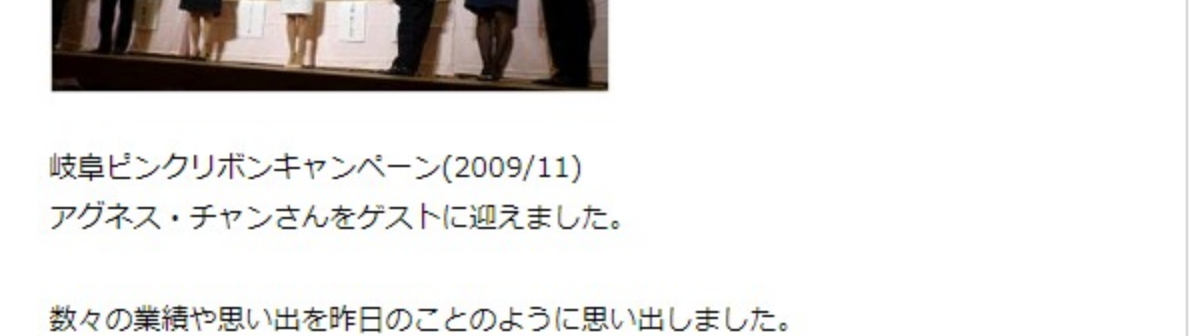 岐阜ピンクリボンキャンペーン(2009/11)
アグネス・チャンさんをゲストに迎えました。
数々の業績や思い出を昨日のことのように思い出しました。